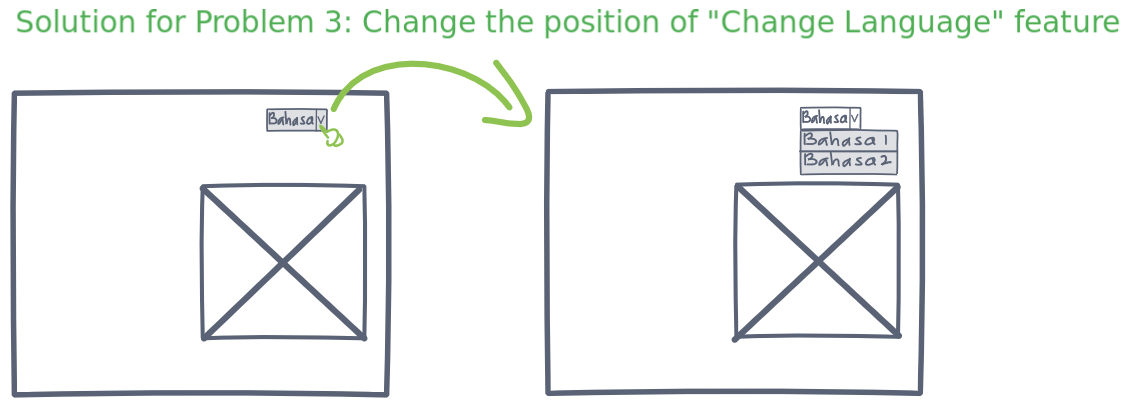 Solution for Problem 3: Change the position of "Change Language" feature
Bahasa
Bahasa
Bahasa 1
Bahasa 2